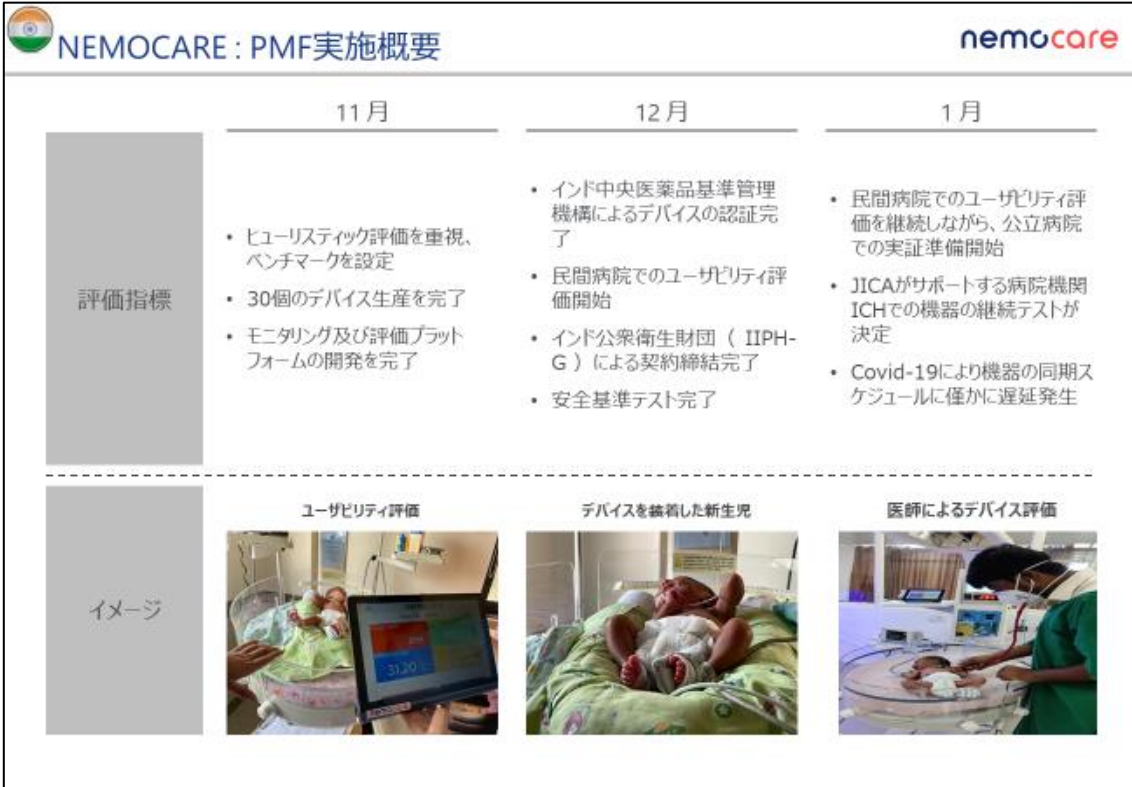 NEMOCARE : PMF実施概要
nemocare
11月
12月
1月
評価指標
• ヒューリスティック評価を重視、
ベンチマークを設定
• 30個のデバイス生産を完了
• モニタリング及び評価プラット
フォームの開発を完了
• インド中央医薬品基準管理
機構によるデバイスの認証完
了
• 民間病院でのユーザビリティ評
価開始
• インド公衆衛生財団（ IIPH-
G ）による契約締結完了
• 安全基準テスト完了
• 民間病院でのユーザビリティ評
価を継続しながら、公立病院
での実証準備開始
• JICAがサポートする病院機関
ICHでの機器の継続テストが
決定
• Covid-19により機器の同期ス
ケジュールに僅かに遅延発生
イメージ
ユーザビリティ評価
デバイスを装着した新生児
医師によるデバイス評価
31.20